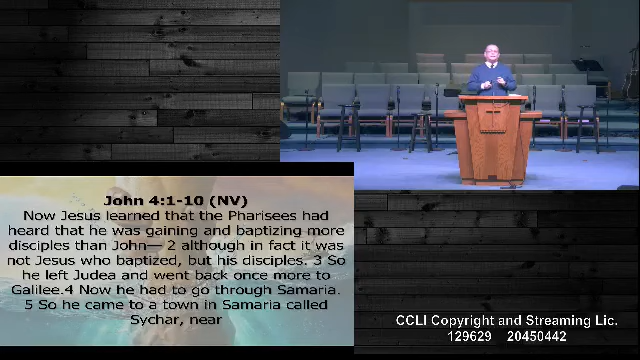 John 4:1-10 (NV)
Now Jesus learned that the Pharisees had
heard that he was gaining and baptizing more
disciples than John— 2 although in fact it was
not Jesus who baptized, but his disciples. 3 So
he left Judea and went back once more to
Galilee.4 Now he had to go through Samaria.
5 So he came to a town in Samaria called
Sychar, near
CCLI Copyright and Streaming Lic.
129629 20450442